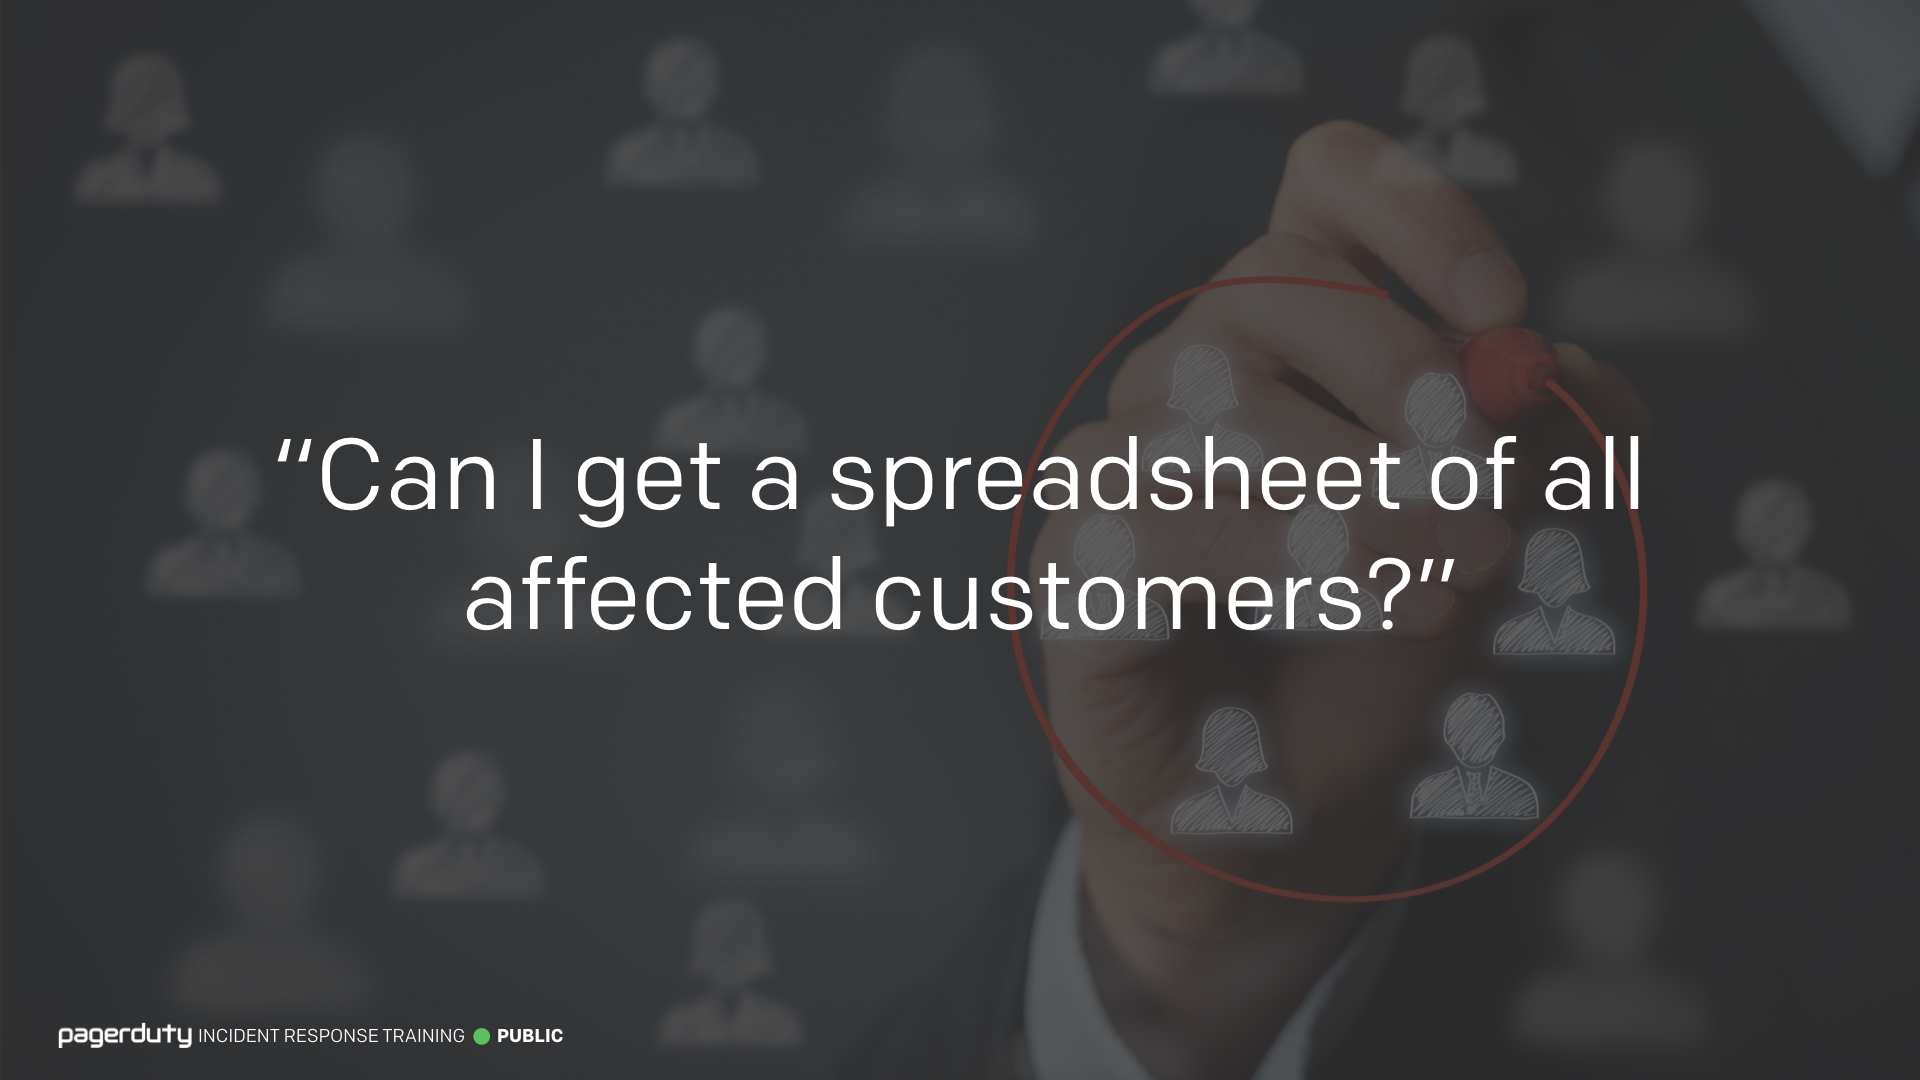 “Can I get a spreadsheet of all
affected customers?”
pagerduty INCIDENT RESPONSE TRAINING PUBLIC